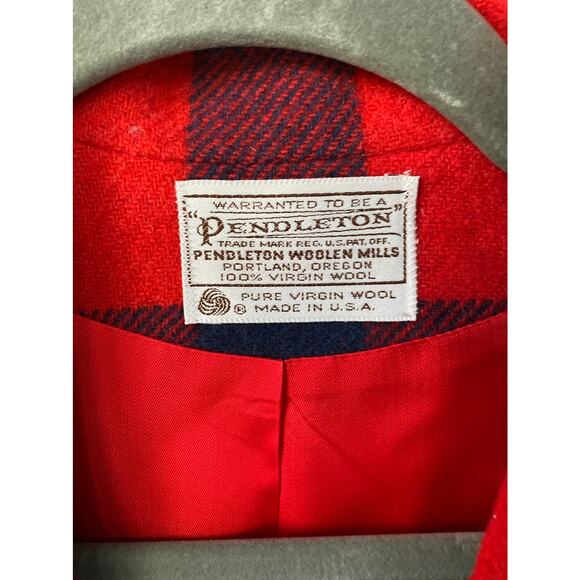 WARRANTED TO BE A
"PENDLETON"
TRADE MARK REG. U.S. PAT. OFF.
PENDLETON WOOLEN MILLS
PORTLAND, OREGON
100% VIRGIN WOOL
PURE VIRGIN WOOL
® MADE IN U.S.A.